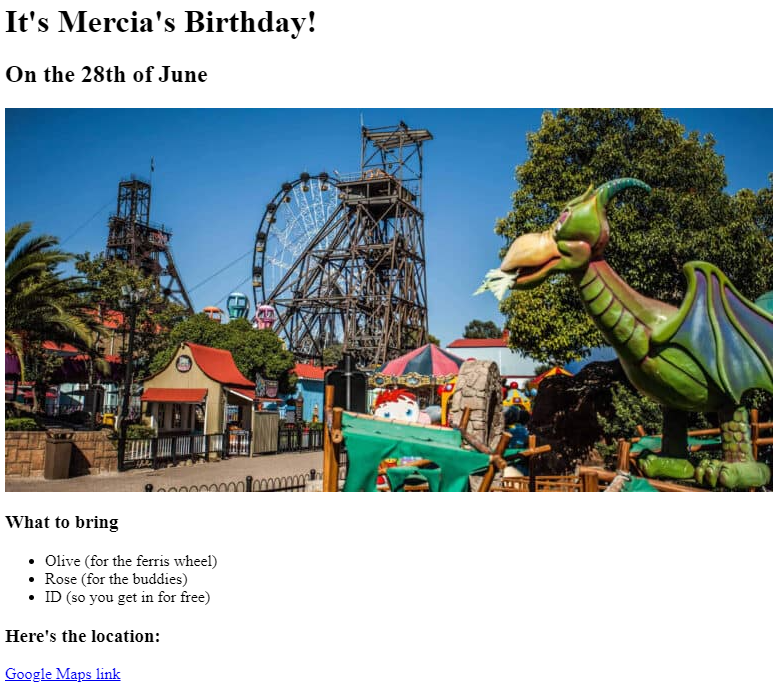 It's Mercia's Birthday!
On the 28th of June
What to bring
Olive (for the ferris wheel)
Rose (for the buddies)
ID (so you get in for free)
Here's the location:
Google Maps link